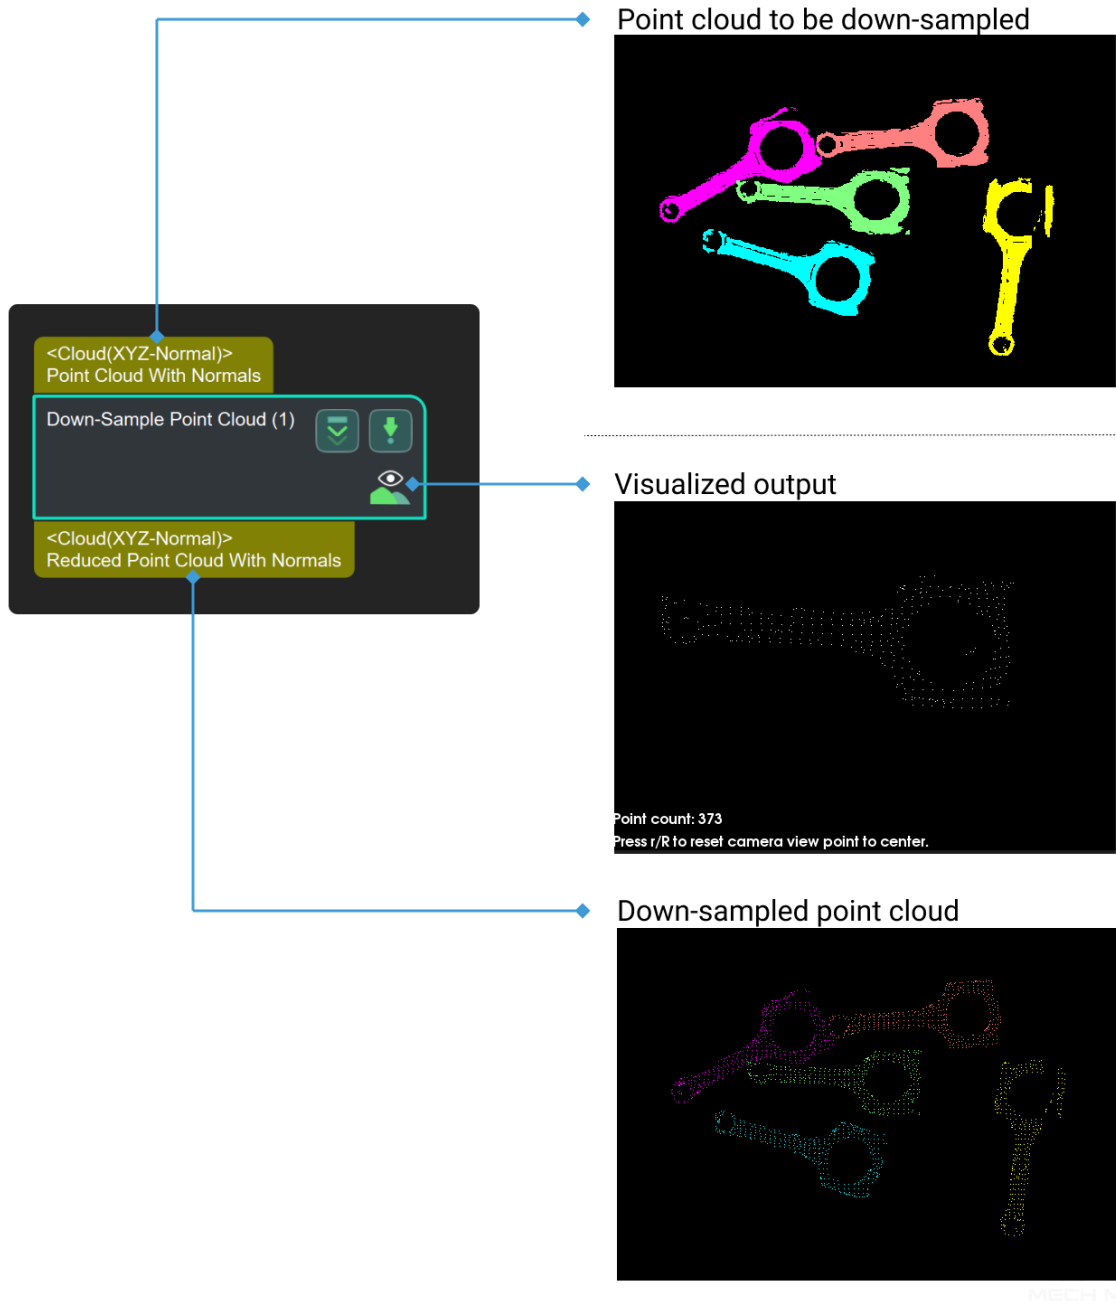 Point cloud to be down-sampled
<Cloud(XYZ-Normal)>
Point Cloud With Normals
Down-Sample Point Cloud (1)
<Cloud(XYZ-Normal)>
Reduced Point Cloud With Normals
Visualized output
Point count: 373
Press r/R to reset camera view point to center.
Down-sampled point cloud
MECH M